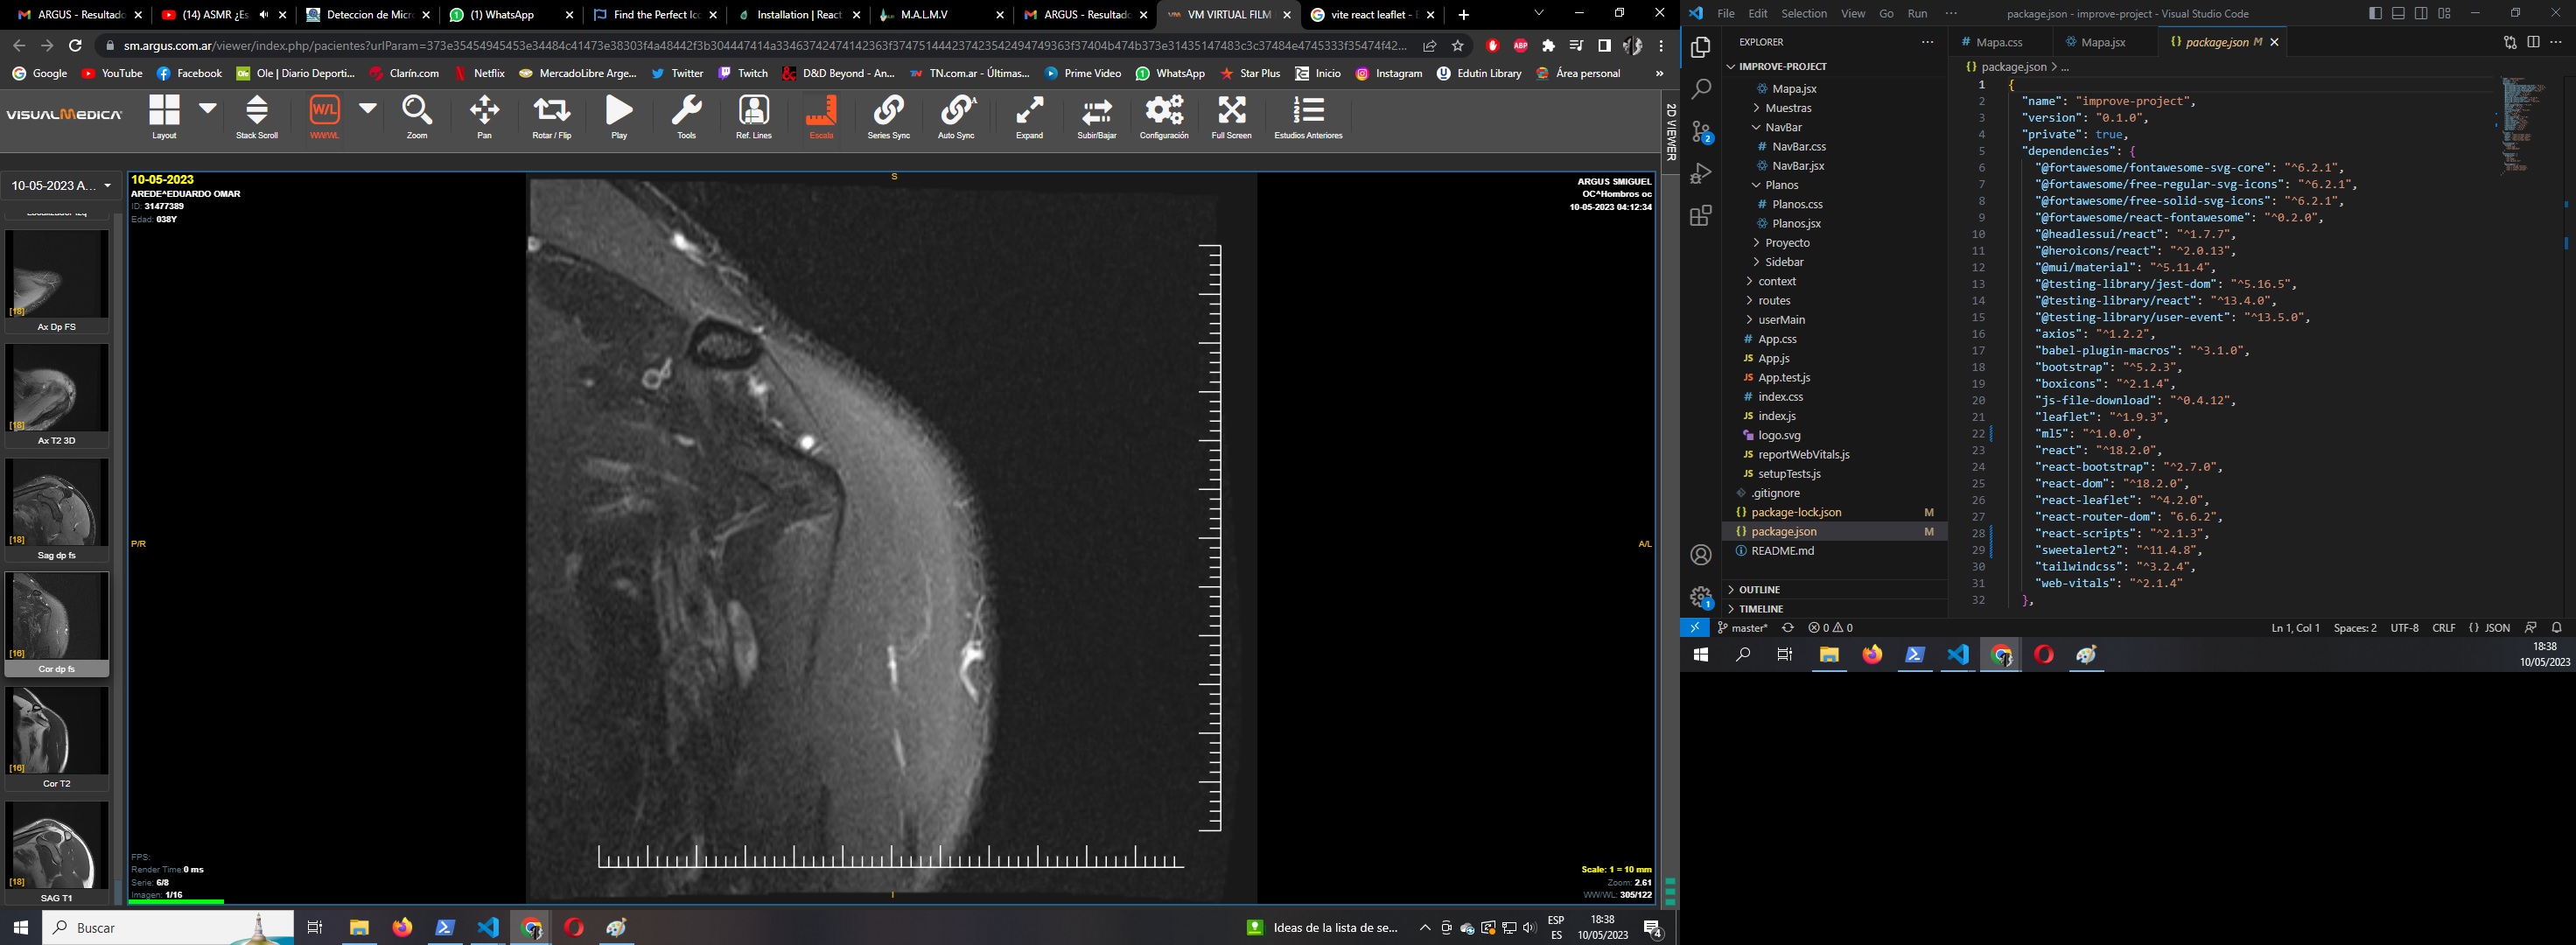 ARGUS - Resultado
(14) ASMR ¿Es
Deteccion de Micr
(1) WhatsApp
Find the Perfect Ic
Installation | React
M.A.L.M.V
ARGUS - Resultado
VM VIRTUAL FILM
vite react leaflet -
sm.argus.com.ar/viewer/index.php/pacientes?urlParam=
Google
YouTube
Facebook
Ole | Diario Deporti...
Clarín.com
Netflix
MercadoLibre Arge...
Twitter
Twitch
D&D Beyond - An...
TN.com.ar - Últimas...
Prime Video
WhatsApp
Star Plus
Inicio
Instagram
Edutin Library
Área personal
»
VISUALMEDICA
Layout
Stack Scroll
W/L
WW/WL
Zoom
Pan
Rotar / Flip
Play
Tools
Ref. Lines
Escala
Series Sync
Auto Sync
Expand
Subir/Bajar
Configuración
Full Screen
Estudios Anteriores
2D VIEWER
10-05-2023 A...
[18]
Ax Dp FS
[18]
Ax T2 3D
[18]
Sag dp fs
[16]
Cor dp fs
[16]
Cor T2
[18]
SAG T1
10-05-2023
AREDE^EDUARDO OMAR
ID: 31477389
Edad: 038Y
S
ARGUS SMIGUEL
OC^Hombros oc
10-05-2023 04:12:34
P/R
A/L
I
FPS:
Render Time:0 ms
Serie: 6/8
Imagen: 1/16
Scale: 1 = 10 mm
Zoom: 2.61
WW/WL: 305/122
Buscar
Ideas de la lista de se...
ESP
ES
18:38
10/05/2023
4
File Edit Selection View Go Run ···
package.json - improve-project - Visual Studio Code
EXPLORER
IMPROVE-PROJECT
Mapa.jsx
Muestras
NavBar
NavBar.css
NavBar.jsx
Planos
Planos.css
Planos.jsx
Proyecto
Sidebar
context
routes
userMain
App.css
App.js
App.test.js
index.css
index.js
logo.svg
reportWebVitals.js
setupTests.js
.gitignore
package-lock.json M
package.json M
README.md
OUTLINE
TIMELINE
Mapa.css
Mapa.jsx
package.json M
package.json > ...
1 {
2 "name": "improve-project",
3 "version": "0.1.0",
4 "private": true,
5 "dependencies": {
6 "@fortawesome/fontawesome-svg-core": "^6.2.1",
7 "@fortawesome/free-regular-svg-icons": "^6.2.1",
8 "@fortawesome/free-solid-svg-icons": "^6.2.1",
9 "@fortawesome/react-fontawesome": "^0.2.0",
10 "@headlessui/react": "^1.7.7",
11 "@heroicons/react": "^2.0.13",
12 "@mui/material": "^5.11.4",
13 "@testing-library/jest-dom": "^5.16.5",
14 "@testing-library/react": "^13.4.0",
15 "@testing-library/user-event": "^13.5.0",
16 "axios": "^1.2.2",
17 "babel-plugin-macros": "^3.1.0",
18 "bootstrap": "^5.2.3",
19 "boxicons": "^2.1.4",
20 "js-file-download": "^0.4.12",
21 "leaflet": "^1.9.3",
22 "ml5": "^1.0.0",
23 "react": "^18.2.0",
24 "react-bootstrap": "^2.7.0",
25 "react-dom": "^18.2.0",
26 "react-leaflet": "^4.2.0",
27 "react-router-dom": "6.6.2",
28 "react-scripts": "^2.1.3",
29 "sweetalert2": "^11.4.8",
30 "tailwindcss": "^3.2.4",
31 "web-vitals": "^2.1.4"
32 },
master*
0 0
Ln 1, Col 1
Spaces: 2
UTF-8
CRLF
{ } JSON
18:38
10/05/2023